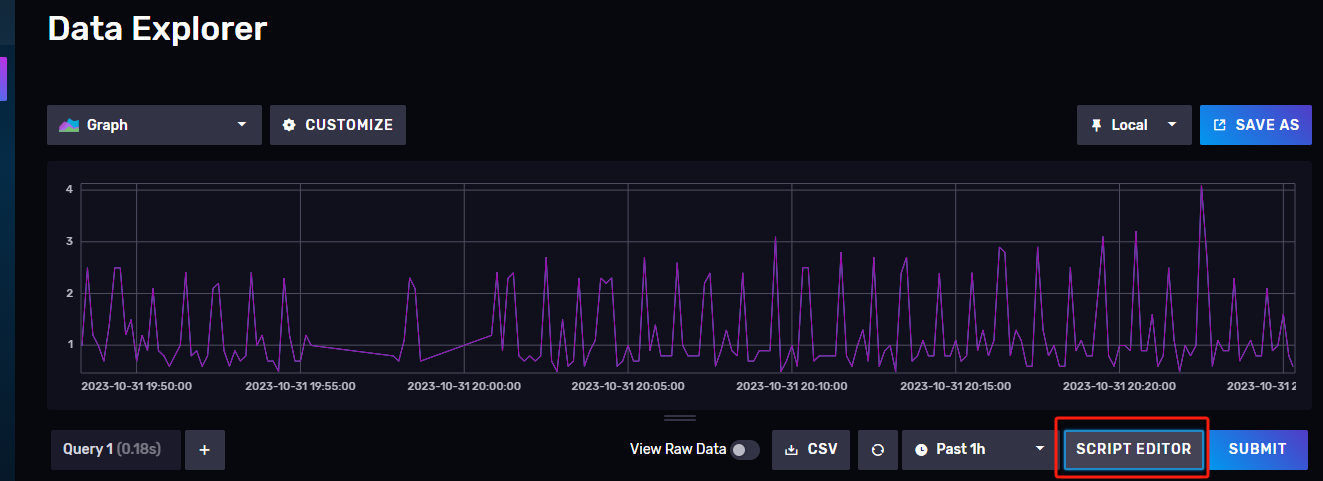 Data Explorer
Graph
CUSTOMIZE
Local
SAVE AS
4
3
2
1
2023-10-31 19:50:00
2023-10-31 19:55:00
2023-10-31 20:00:00
2023-10-31 20:05:00
2023-10-31 20:10:00
2023-10-31 20:15:00
2023-10-31 20:20:00
2023-10-31 2
Query 1 (0.18s)
+
View Raw Data
CSV
Past 1h
SCRIPT EDITOR
SUBMIT